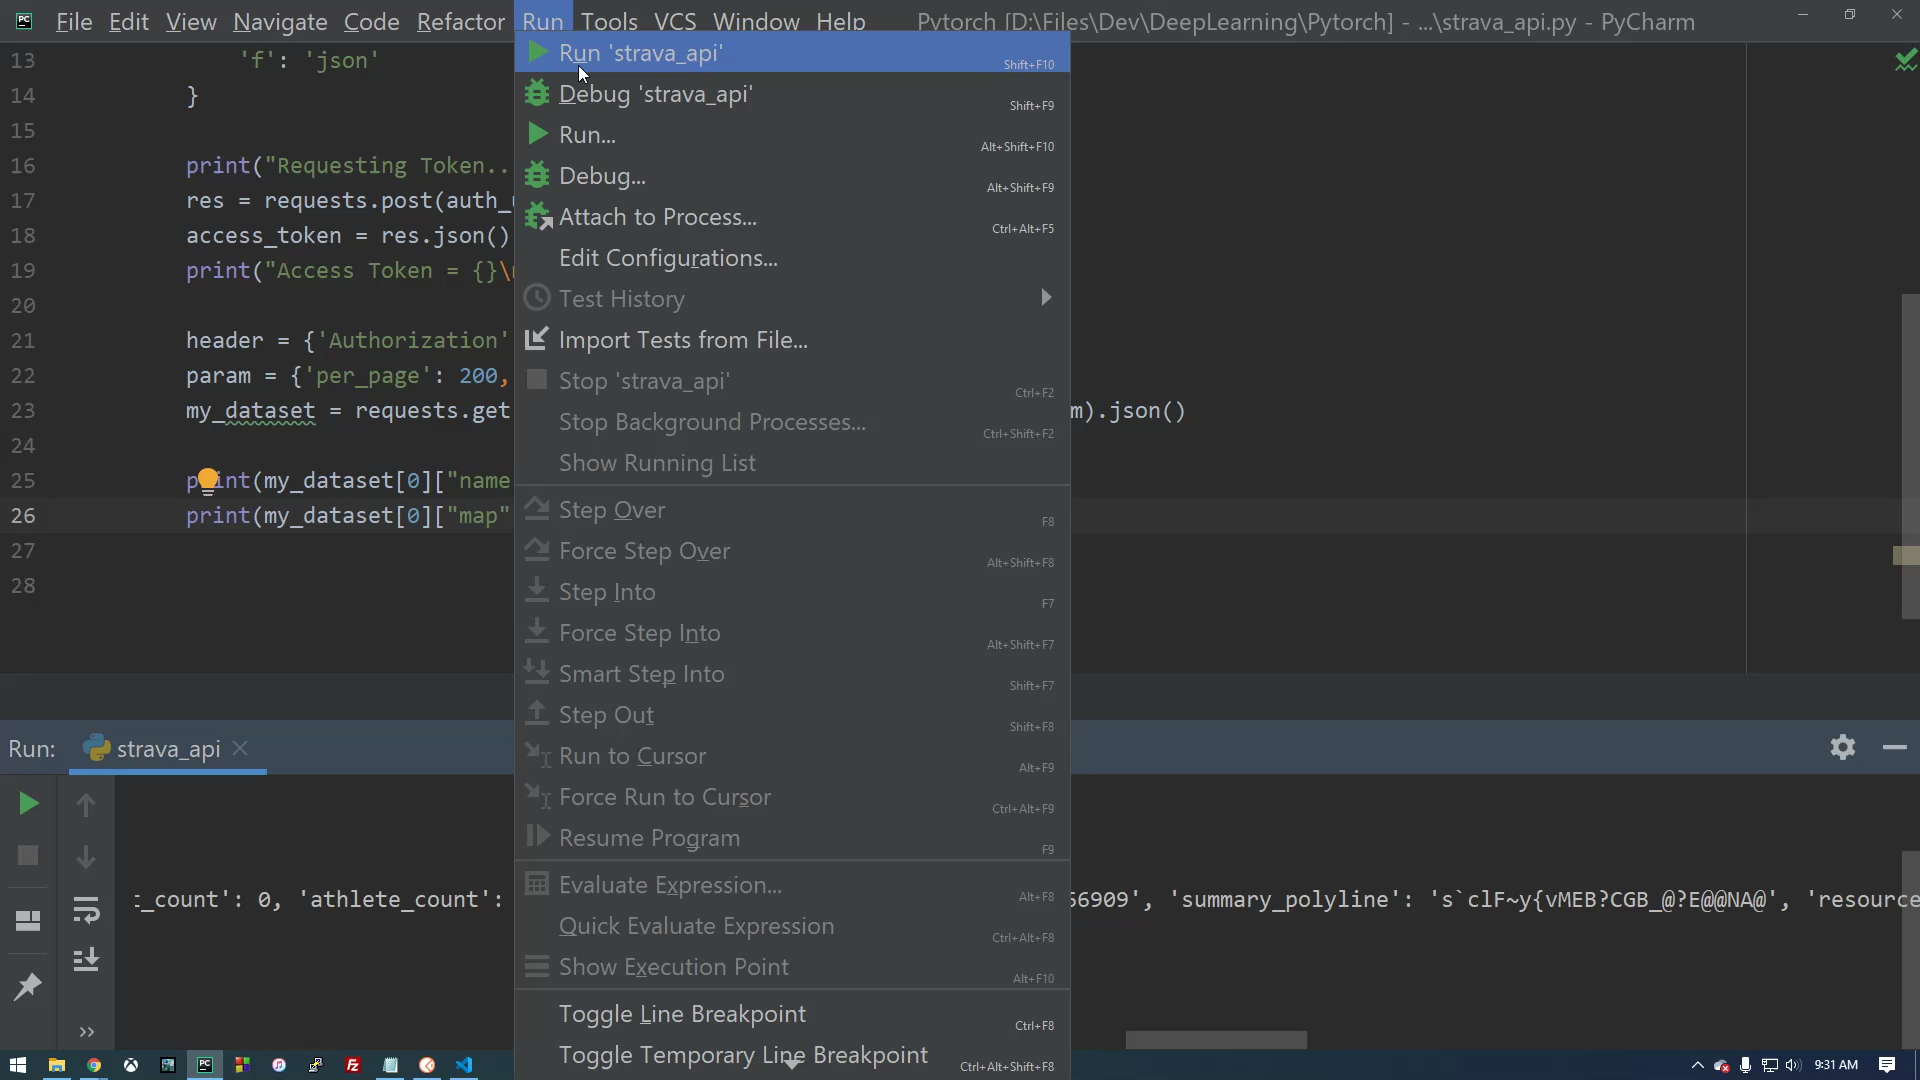 File Edit View Navigate Code Refactor Run Tools VCS Window Help Pytorch [D:\Files\Dev\DeepLearning\Pytorch] - ...\strava_api.py - PyCharm
13 'f': 'json'
14 }
15
16 print("Requesting Token..
17 res = requests.post(auth_
18 access_token = res.json()
19 print("Access Token = {}\
20
21 header = {'Authorization'
22 param = {'per_page': 200,
23 my_dataset = requests.get m).json()
24
25 print(my_dataset[0]["name
26 print(my_dataset[0]["map"
27
28
Run 'strava_api' Shift+F10
Debug 'strava_api' Shift+F9
Run... Alt+Shift+F10
Debug... Alt+Shift+F9
Attach to Process... Ctrl+Alt+F5
Edit Configurations...
Test History
Import Tests from File...
Stop 'strava_api' Ctrl+F2
Stop Background Processes... Ctrl+Shift+F2
Show Running List
Step Over F8
Force Step Over Alt+Shift+F8
Step Into F7
Force Step Into Alt+Shift+F7
Smart Step Into Shift+F7
Step Out Shift+F8
Run to Cursor Alt+F9
Force Run to Cursor Ctrl+Alt+F9
Resume Program F9
Evaluate Expression... Alt+F8
Quick Evaluate Expression Ctrl+Alt+F8
Show Execution Point Alt+F10
Toggle Line Breakpoint Ctrl+F8
Toggle Temporary Line Breakpoint Ctrl+Alt+Shift+F8
Run: strava_api
_count': 0, 'athlete_count': 56909', 'summary_polyline': 's`clF~y{vMEB?CGB_@?E@@NA@', 'resource
9:31 AM